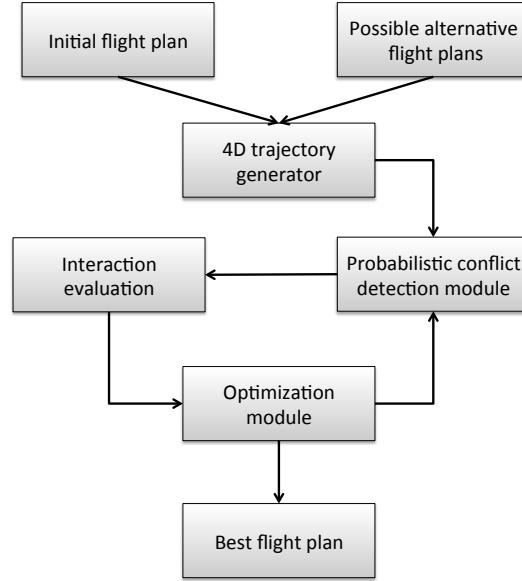 Initial flight plan
Possible alternative
flight plans
4D trajectory
generator
Interaction
evaluation
Probabilistic conflict
detection module
Optimization
module
Best flight plan